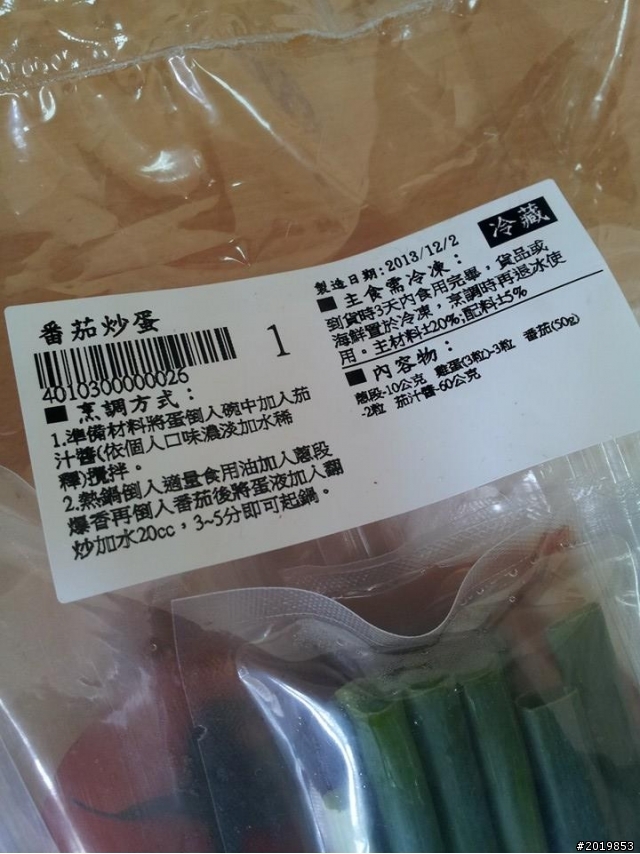 番茄炒蛋
4010300000026
1
■ 烹調方式：
1.準備材料將蛋倒入碗中加入茄
汁醬(依個人口味濃淡加水稀
釋)攪拌。
2.熱鍋倒入適量食用油加入蔥段
爆香再倒入番茄後將蛋液加入翻
炒加水20cc，3~5分即可起鍋。
冷藏
製造日期:2013/12/2
■ 主食需冷凍：
到貨時3天內食用完畢，貨品或
海鮮置於冷凍，烹調時再退冰使
用。主材料±20%,配料±5%
■ 內容物：
蔥段-10公克 雞蛋(3粒)-3粒 番茄(50g)
-2粒 茄汁醬-60公克
#2019853